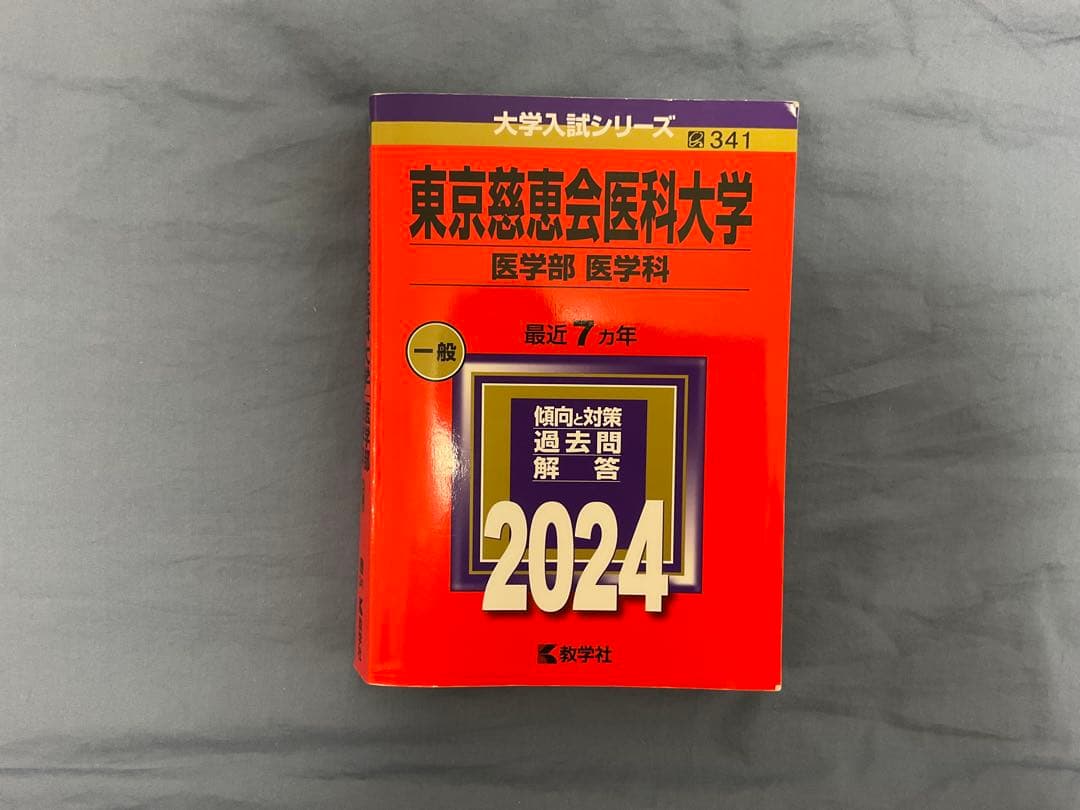 大学入試シリーズ
341
東京慈恵会医科大学
医学部 医学科
最近7ヵ年
一般
傾向と対策
過去問
解答
2024
教学社